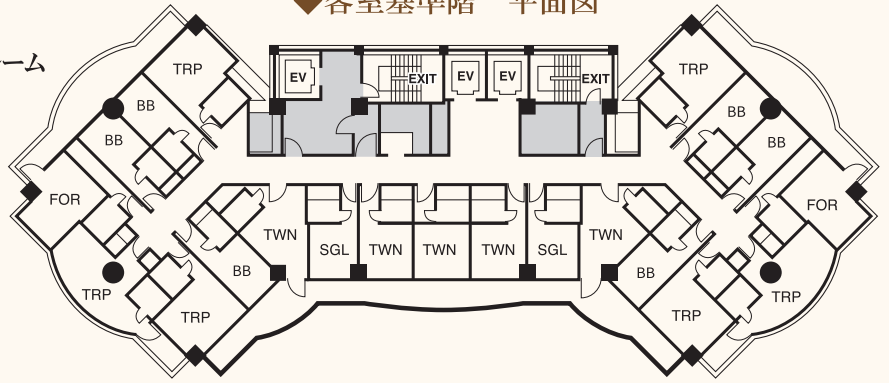 ◆客室基準階 平面図
ーム
EV
EXIT
EV
EV
EXIT
TRP
BB
BB
FOR
TRP
TRP
BB
TWN
SGL
TWN
TWN
TWN
SGL
TWN
BB
TRP
TRP
FOR
BB
BB
TRP